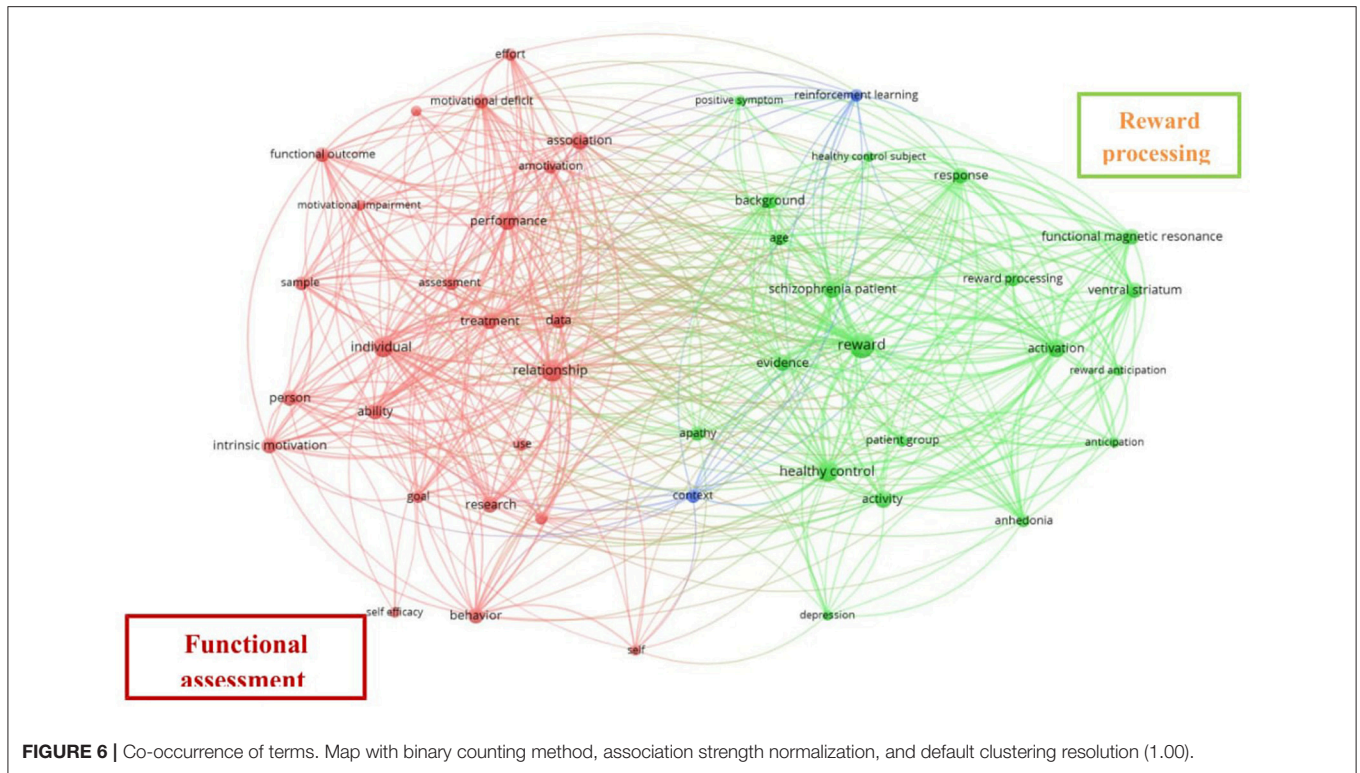 effort
motivational deficit
positive symptom
reinforcement learning
Reward
processing
association
functional outcome
amotivation
healthy control subject
response
motivational impairment
background
performance
age
functional magnetic resonance
sample
assessment
schizophrenia patient
reward processing
ventral striatum
treatment
data
individual
relationship
reward
evidence
activation
reward anticipation
person
ability
intrinsic motivation
use
apathy
patient group
anticipation
healthy control
goal
research
context
activity
anhedonia
self efficacy
behavior
depression
self
Functional
assessment
FIGURE 6 | Co-occurrence of terms. Map with binary counting method, association strength normalization, and default clustering resolution (1.00).